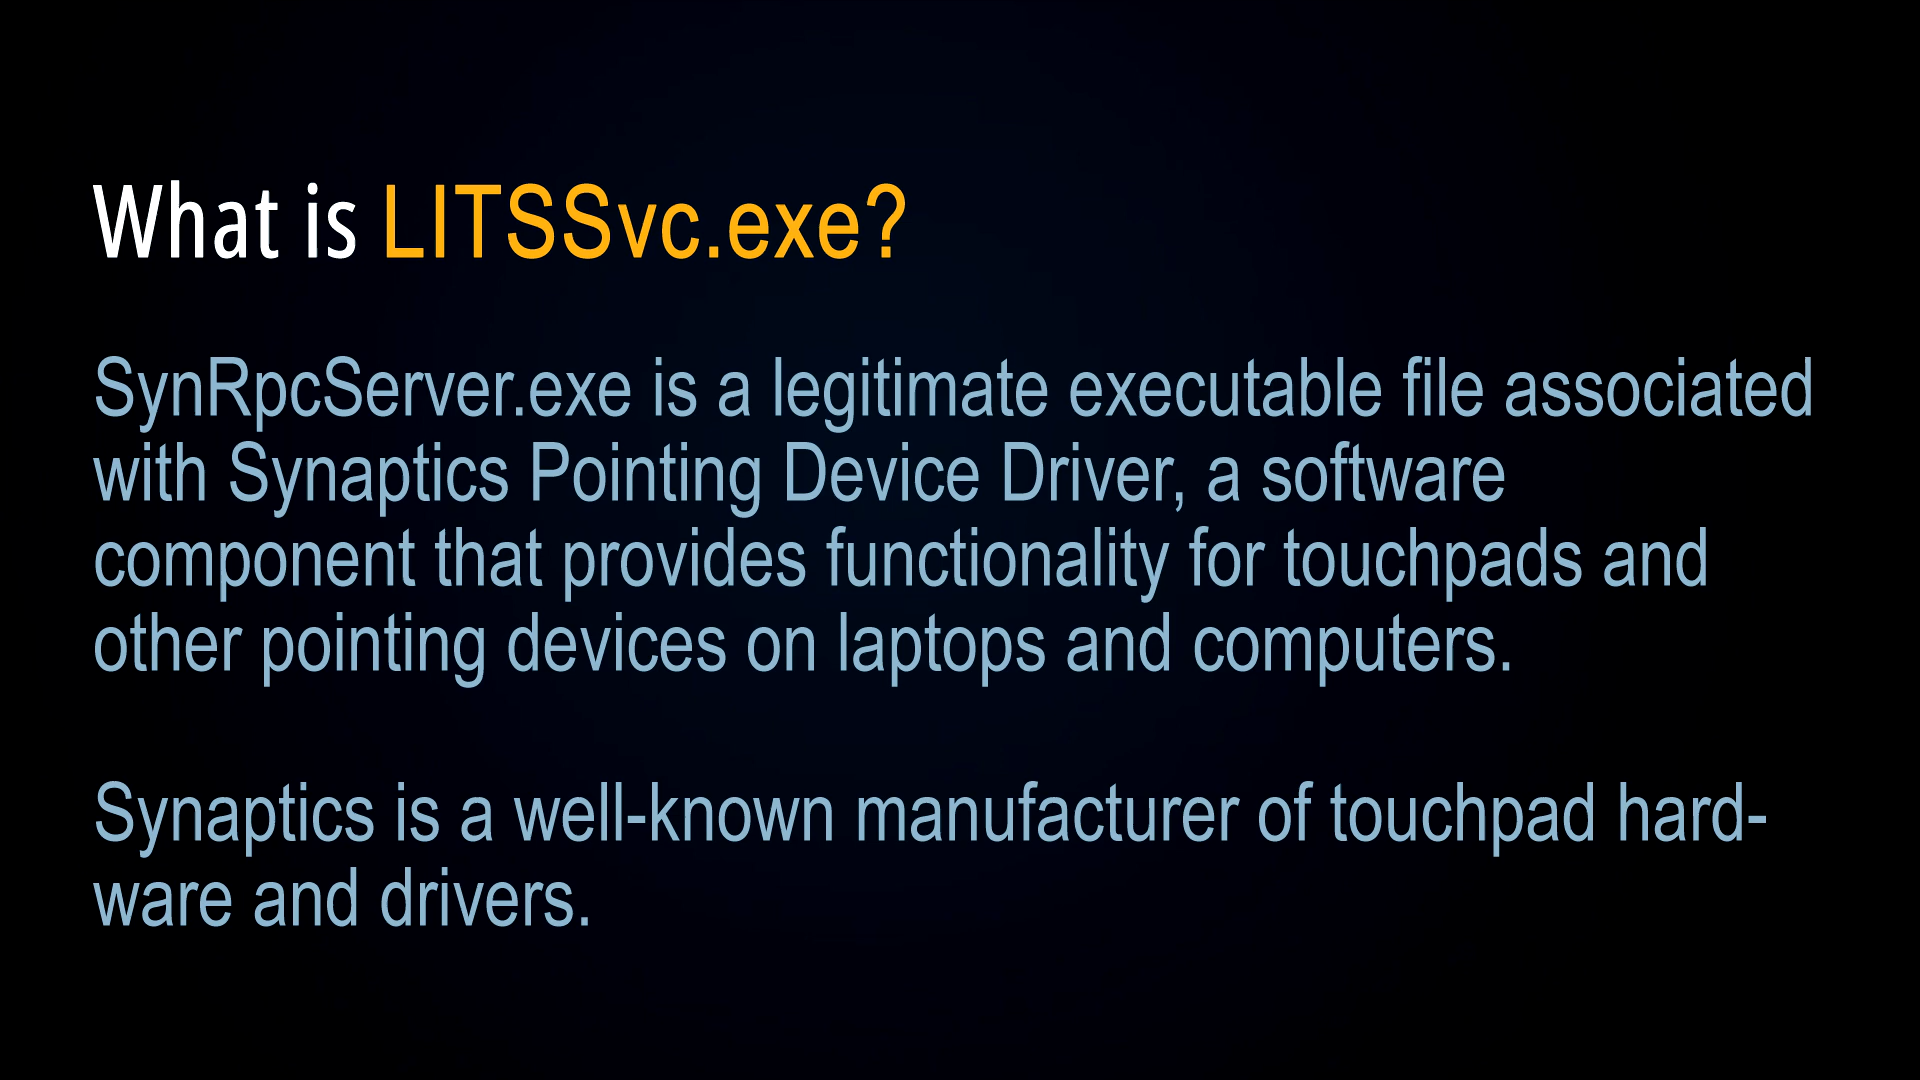 What is LITSSvc.exe?
SynRpcServer.exe is a legitimate executable file associated
with Synaptics Pointing Device Driver, a software
component that provides functionality for touchpads and
other pointing devices on laptops and computers.
Synaptics is a well-known manufacturer of touchpad hard-
ware and drivers.